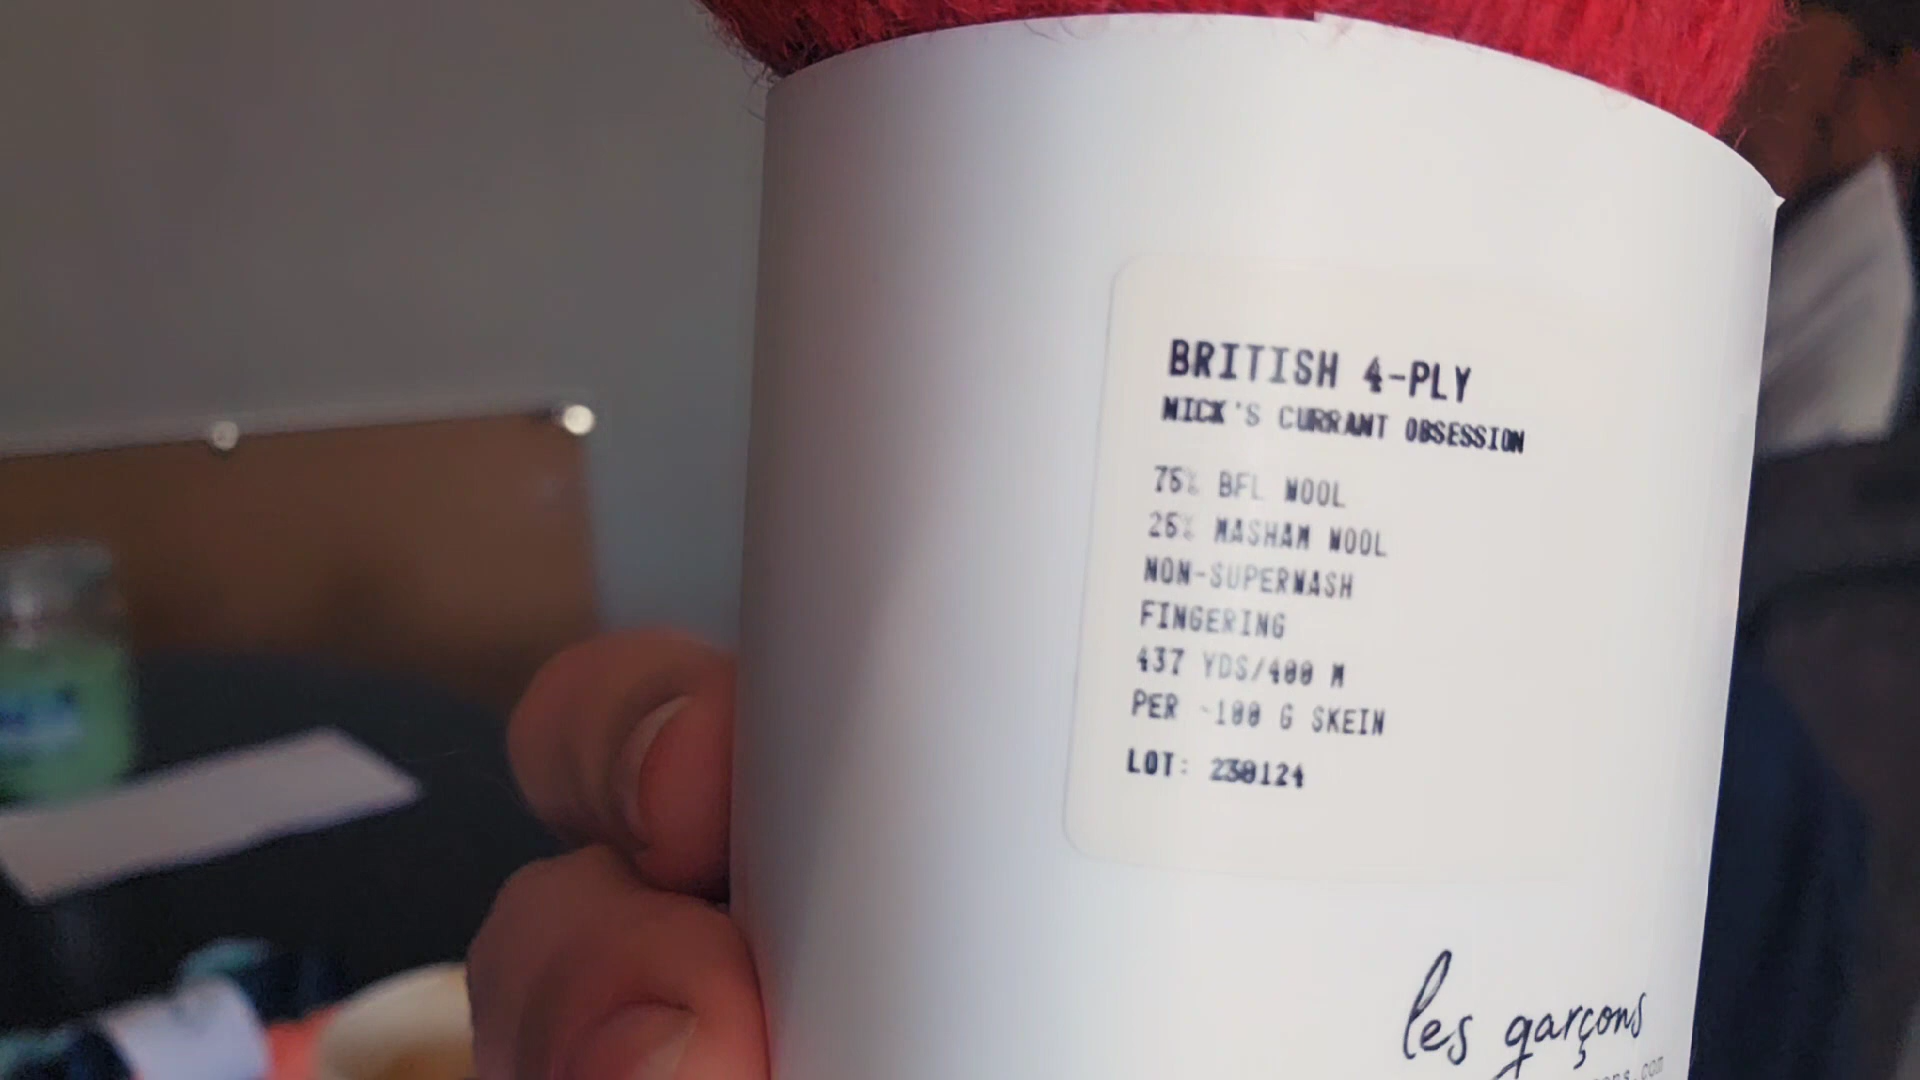 BRITISH 4-PLY
NICK'S CURRANT OBSESSION
75% BFL WOOL
25% MASHAM WOOL
NON-SUPERWASH
FINGERING
437 YDS/400 M
PER ~100 G SKEIN
LOT: 230124
les garçons